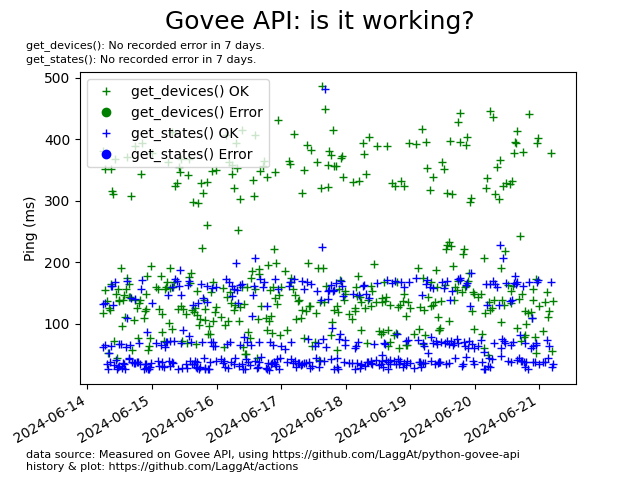 Govee API: is it working?
get_devices(): No recorded error in 7 days.
get_states(): No recorded error in 7 days.
get_devices() OK
get_devices() Error
get_states() OK
get_states() Error
Ping (ms)
500
400
300
200
100
2024-06-14
2024-06-15
2024-06-16
2024-06-17
2024-06-18
2024-06-19
2024-06-20
2024-06-21
data source: Measured on Govee API, using https://github.com/LaggAt/python-govee-api
history & plot: https://github.com/LaggAt/actions